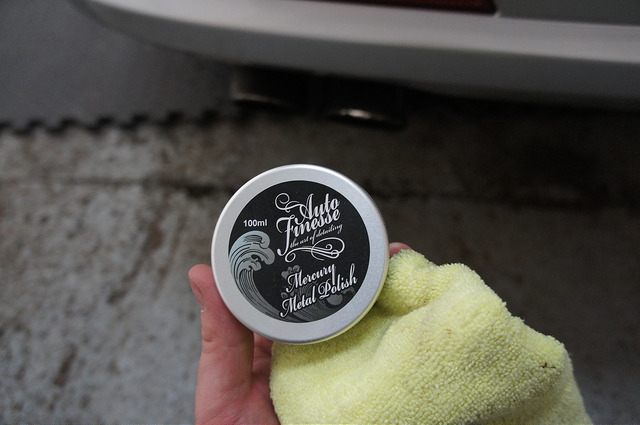 100ml
Auto
Finesse
the art of detailing
Mercury
Metal Polish